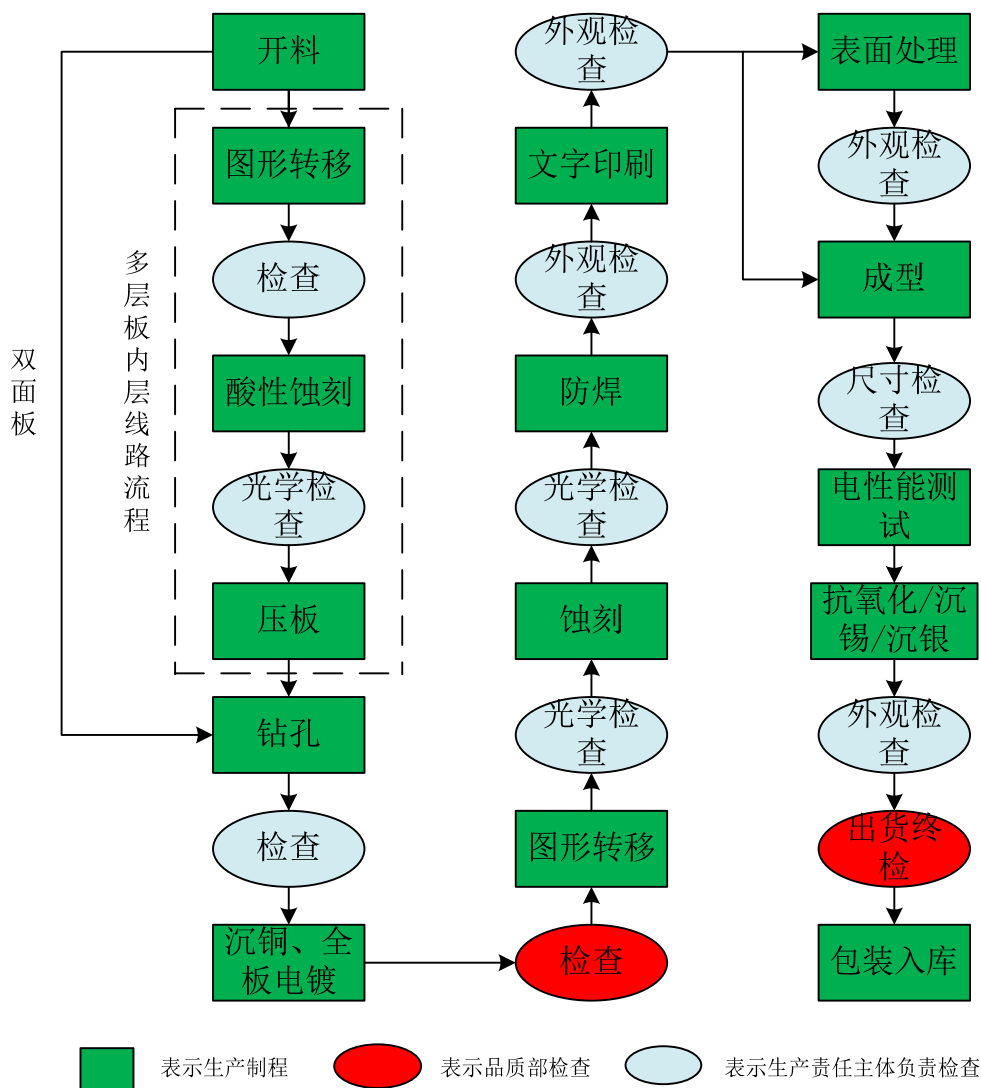 开料
图形转移
检查
酸性蚀刻
光学检
查
压板
钻孔
检查
沉铜、全
板电镀
双
面
板
多
层
板
内
层
线
路
流
程
外观检
查
文字印刷
外观检
查
防焊
光学检
查
蚀刻
光学检
查
图形转移
检查
表面处理
外观检
查
成型
尺寸检
查
电性能测
试
抗氧化/沉
锡/沉银
外观检
查
出货终
检
包装入库
表示生产制程
表示品质部检查
表示生产责任主体负责检查